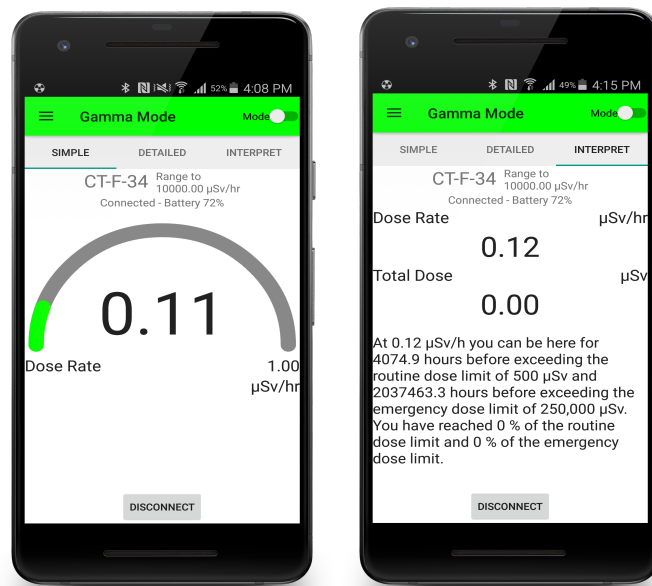 52% 4:08 PM
Gamma Mode
Mode
SIMPLE DETAILED INTERPRET
CT-F-34 Range to
10000.00 µSv/hr
Connected - Battery 72%
0.11
Dose Rate 1.00
µSv/hr
DISCONNECT
49% 4:15 PM
Gamma Mode
Mode
SIMPLE DETAILED INTERPRET
CT-F-34 Range to
10000.00 µSv/hr
Connected - Battery 72%
Dose Rate µSv/hr
0.12
Total Dose µSv
0.00
At 0.12 µSv/h you can be here for
4074.9 hours before exceeding the
routine dose limit of 500 µSv and
2037463.3 hours before exceeding the
emergency dose limit of 250,000 µSv.
You have reached 0 % of the routine
dose limit and 0 % of the emergency
dose limit.
DISCONNECT